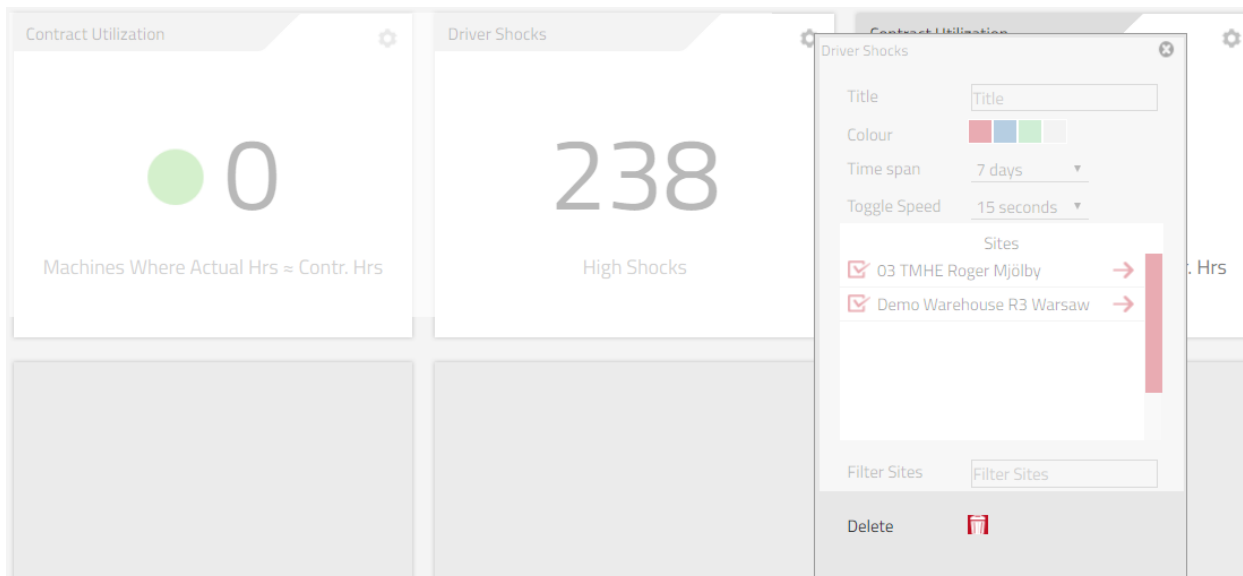 Contract Utilization
0
Machines Where Actual Hrs ≈ Contr. Hrs
Driver Shocks
238
High Shocks
Contract Utilization
. Hrs
Driver Shocks
Title Title
Colour
Time span 7 days
Toggle Speed 15 seconds
Sites
03 TMHE Roger Mjölby
Demo Warehouse R3 Warsaw
Filter Sites Filter Sites
Delete